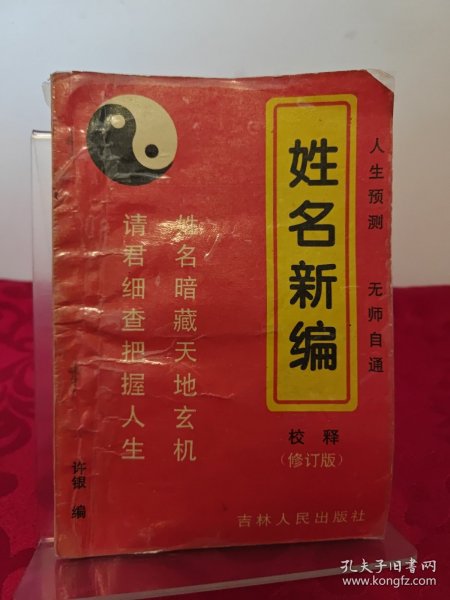 人生预测 无师自通
姓名新编
校释
(修订版)
姓名暗藏天地玄机
请君细查把握人生
许银 编
吉林人民出版社
孔夫子旧书网
www.kongfz.com